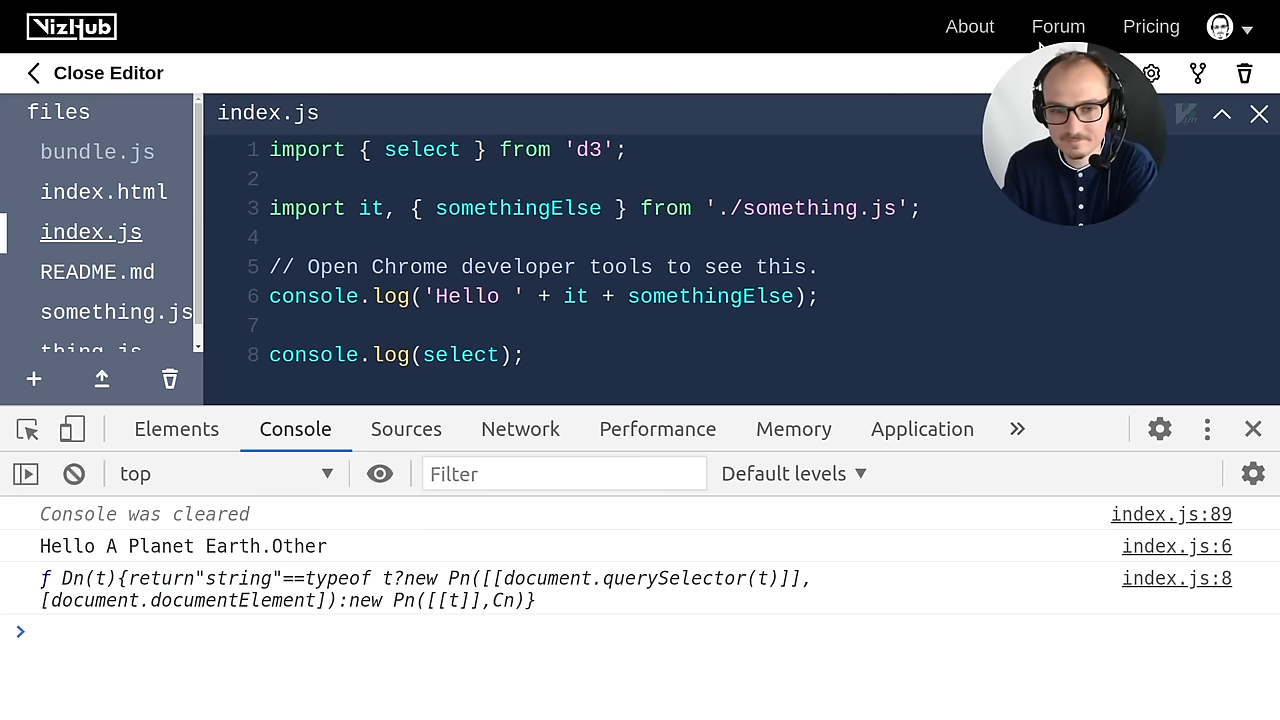 VizHub
About Forum Pricing
Close Editor
files
bundle.js
index.html
index.js
README.md
something.js
thing.js
index.js
1 import { select } from 'd3';
2
3 import it, { somethingElse } from './something.js';
4
5 // Open Chrome developer tools to see this.
6 console.log('Hello ' + it + somethingElse);
7
8 console.log(select);
Elements Console Sources Network Performance Memory Application
top Filter Default levels
Console was cleared index.js:89
Hello A Planet Earth.Other index.js:6
ƒ Dn(t){return"string"==typeof t?new Pn([[document.querySelector(t)]], index.js:8
[document.documentElement]):new Pn([[t]],Cn)}